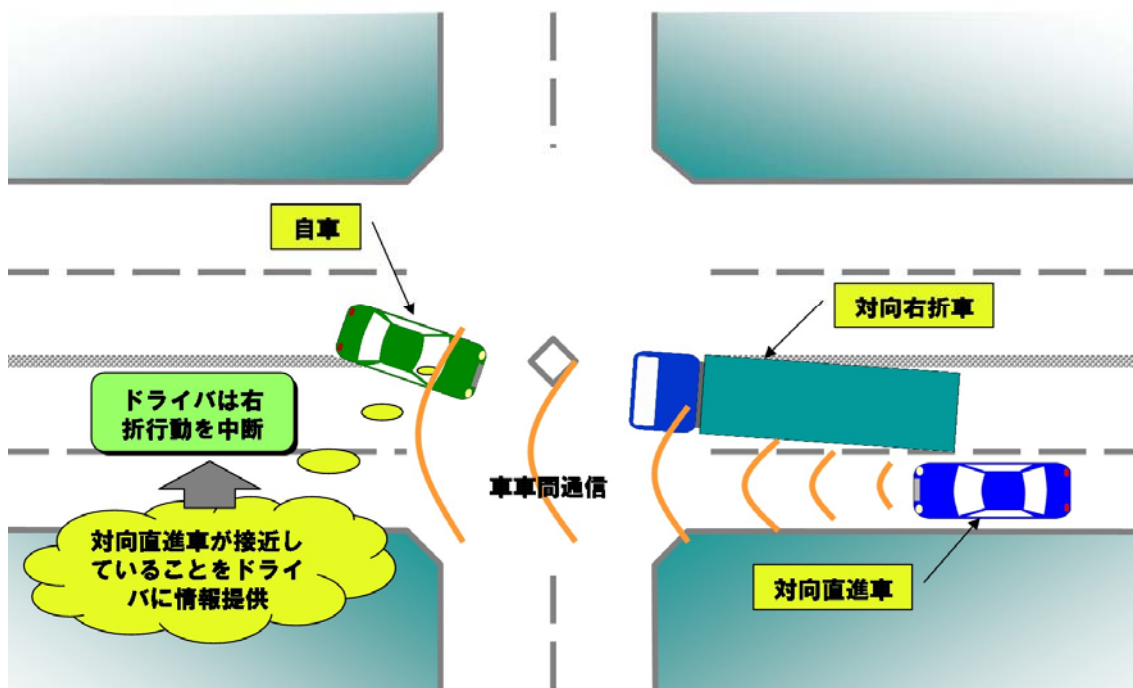 自車
対向右折車
ドライバは右
折行動を中断
車車間通信
対向直進車が接近し
ていることをドライ
バに情報提供
対向直進車